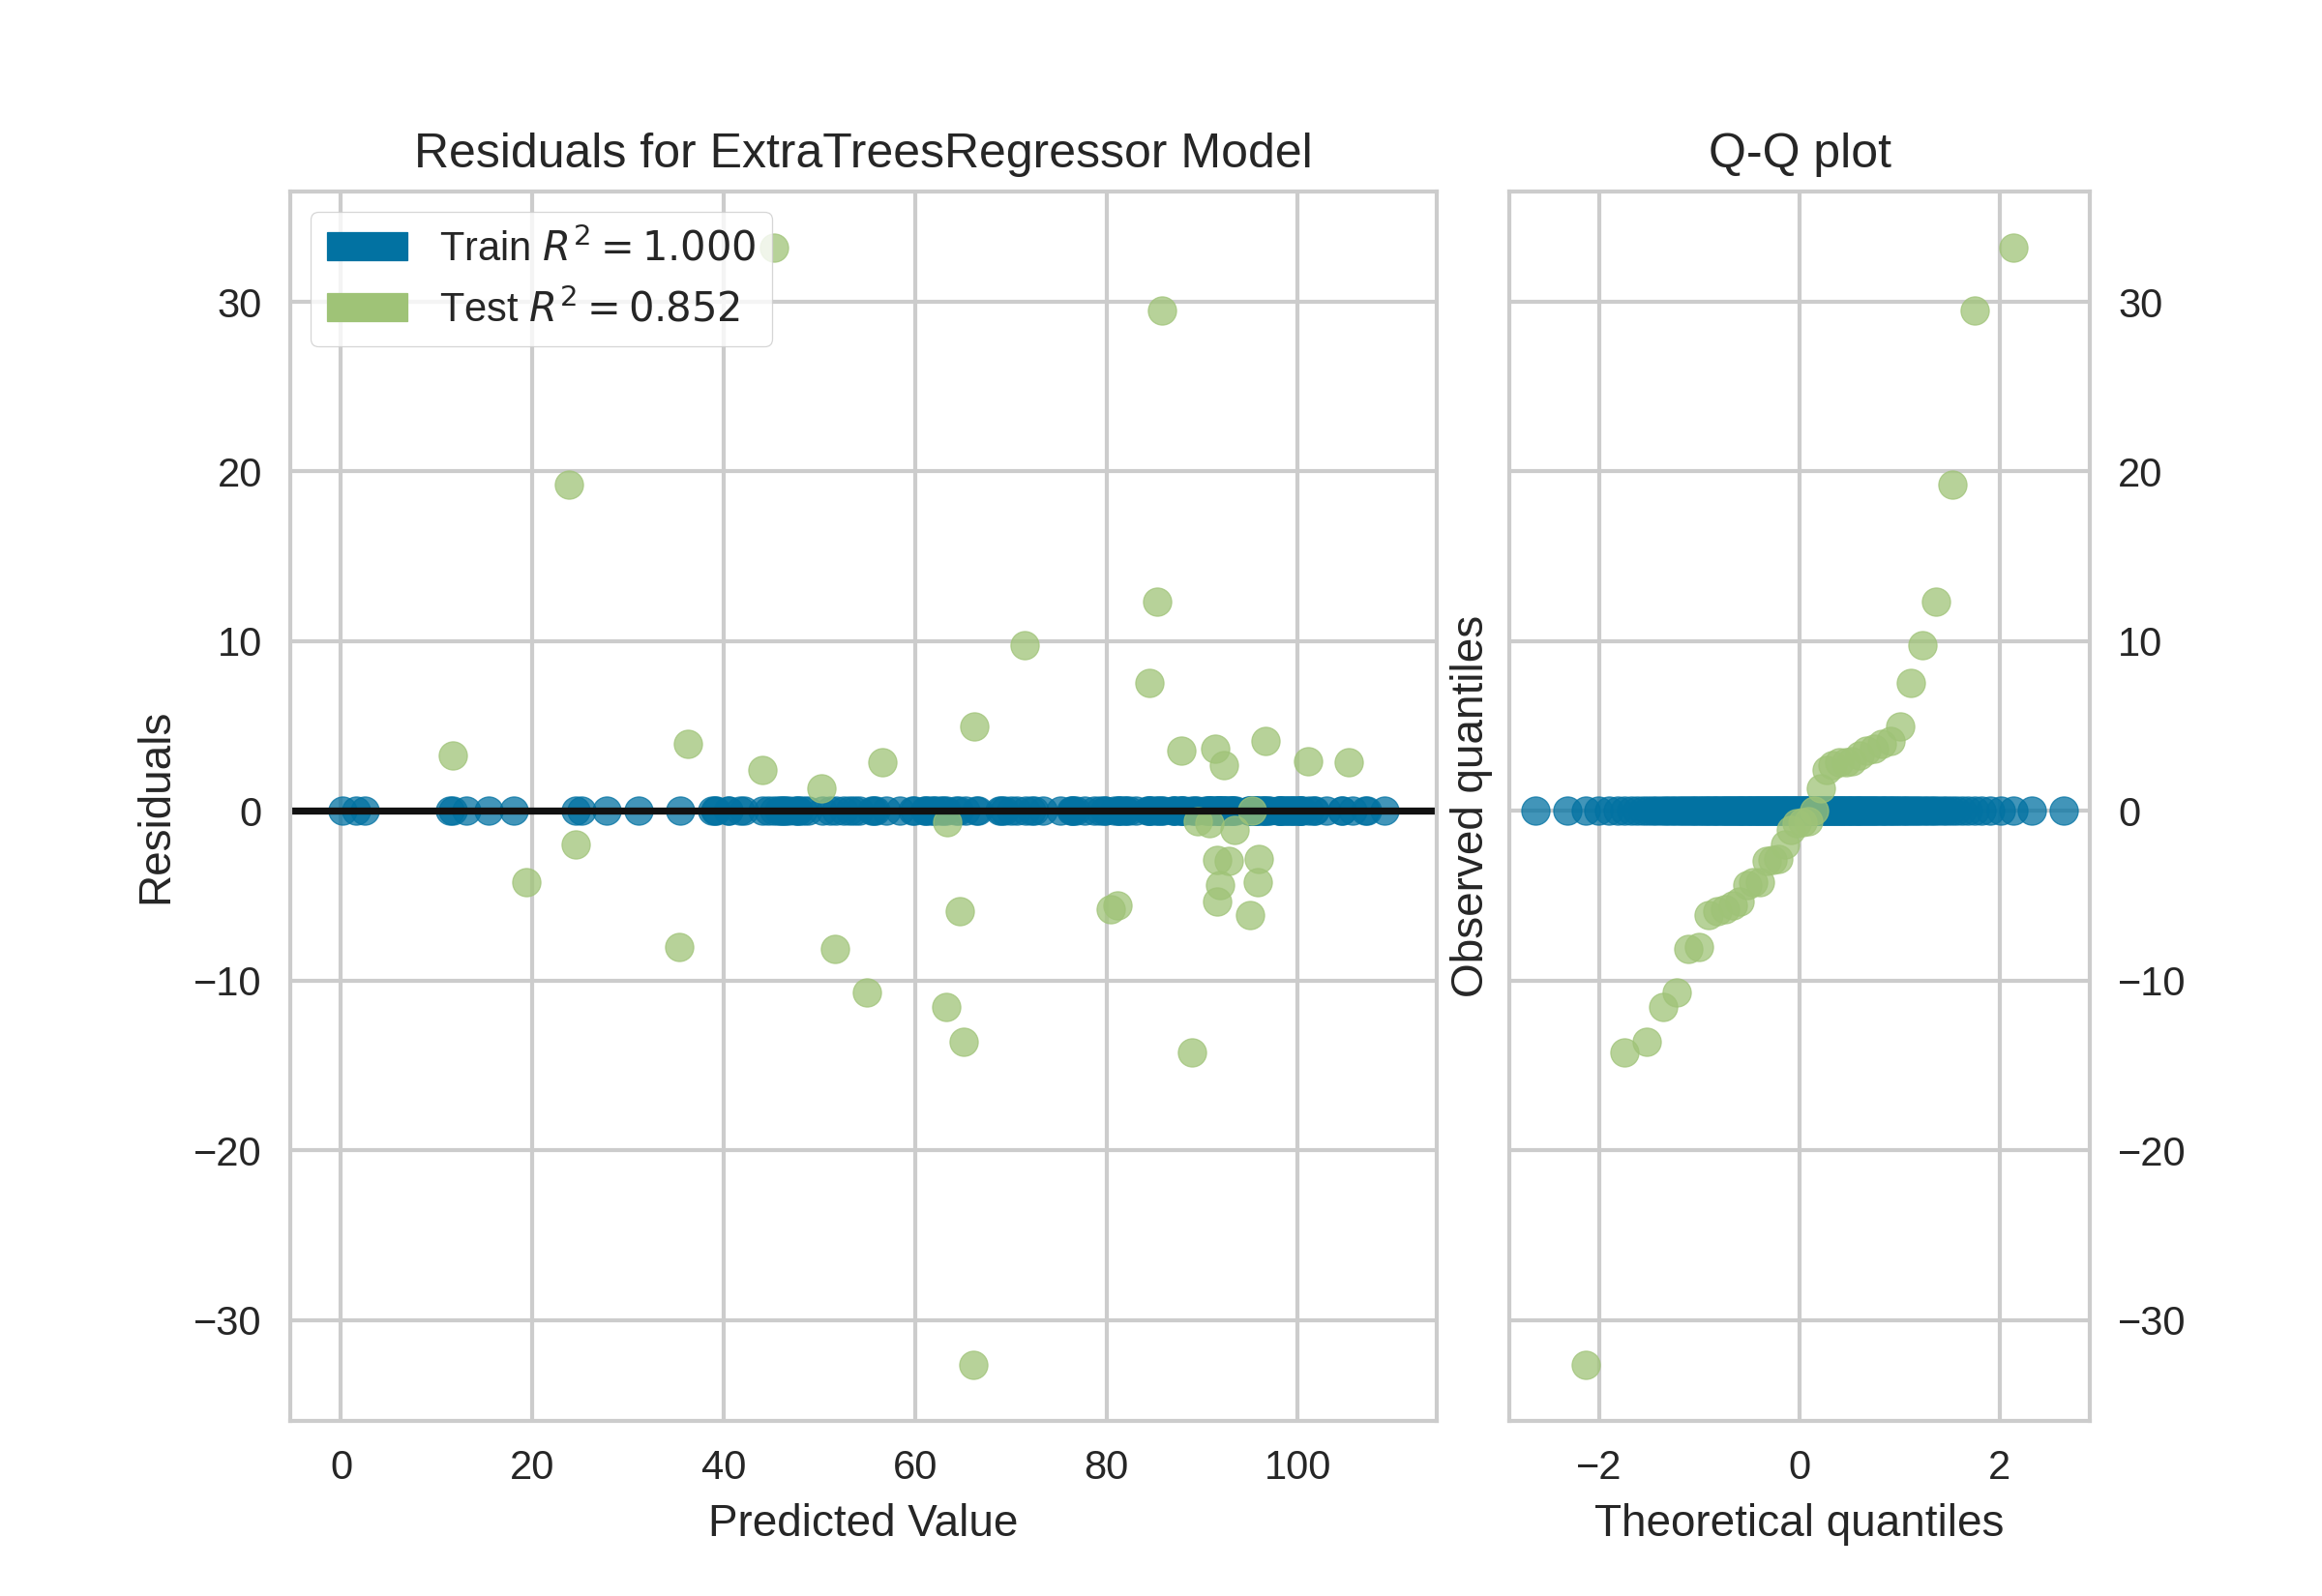 Residuals for ExtraTreesRegressor Model
Train R² = 1.000
Test R² = 0.852
Residuals
30
20
10
0
−10
−20
−30
0 20 40 60 80 100
Predicted Value
Q-Q plot
Observed quantiles
30
20
10
0
−10
−20
−30
−2 0 2
Theoretical quantiles